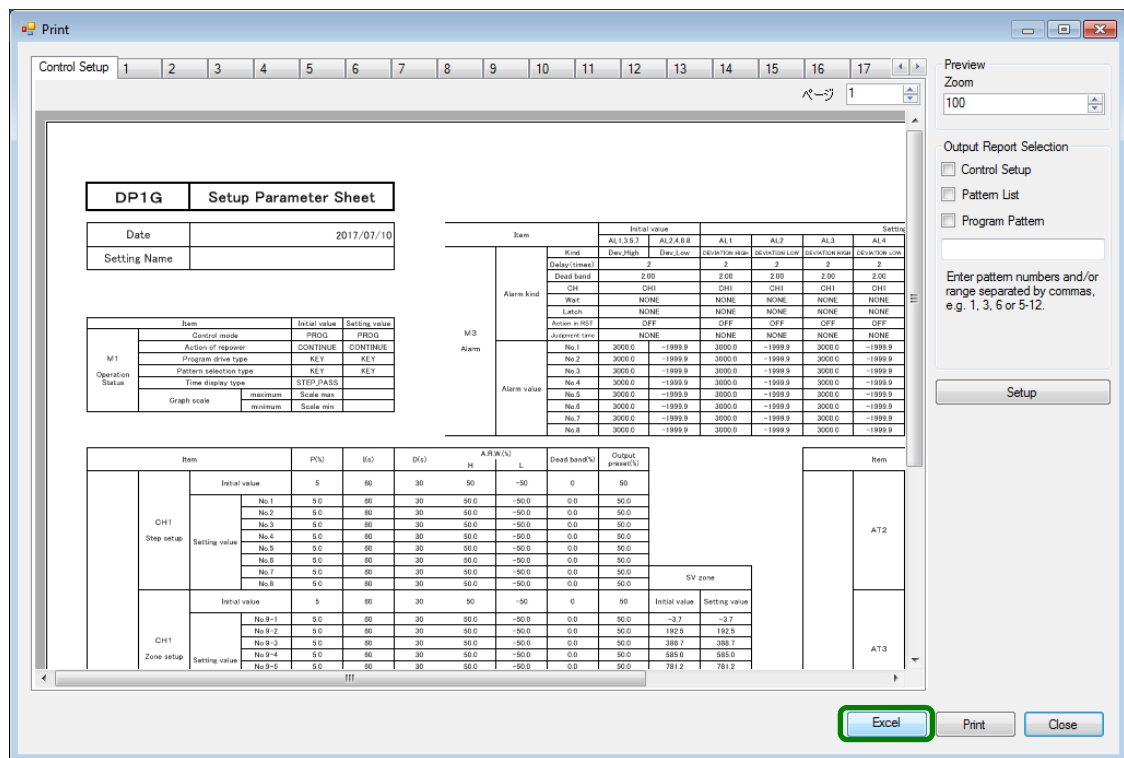 Print
Control Setup 1 2 3 4 5 6 7 8 9 10 11 12 13 14 15 16 17
ページ 1
DP1G Setup Parameter Sheet
Date 2017/07/10
Setting Name
Item Initial value Setting value
M1 Operation Status
Control mode PROG PROG
Action of repower CONTINUE CONTINUE
Program drive type KEY KEY
Pattern selection type KEY KEY
Time display type STEP_PASS
Graph scale maximum Scale max
minimum Scale min
Item Initial value Setting
AL1,3,5,7 AL2,4,6,8 AL1 AL2 AL3 AL4
M3 Alarm
Alarm kind
Kind Dev_High Dev_Low DEVIATION HIGH DEVIATION LOW DEVIATION HIGH DEVIATION LOW
Delay(times) 2 2 2 2 2
Dead band 2.00 2.00 2.00 2.00 2.00
CH CH1 CH1 CH1 CH1 CH1
Wait NONE NONE NONE NONE NONE
Latch NONE NONE NONE NONE NONE
Action in RST OFF OFF OFF OFF OFF
Judgment time NONE NONE NONE NONE NONE
Alarm value
No.1 3000.0 -1999.9 3000.0 -1999.9 3000.0 -1999.9
No.2 3000.0 -1999.9 3000.0 -1999.9 3000.0 -1999.9
No.3 3000.0 -1999.9 3000.0 -1999.9 3000.0 -1999.9
No.4 3000.0 -1999.9 3000.0 -1999.9 3000.0 -1999.9
No.5 3000.0 -1999.9 3000.0 -1999.9 3000.0 -1999.9
No.6 3000.0 -1999.9 3000.0 -1999.9 3000.0 -1999.9
No.7 3000.0 -1999.9 3000.0 -1999.9 3000.0 -1999.9
No.8 3000.0 -1999.9 3000.0 -1999.9 3000.0 -1999.9
Item P(%) I(s) D(s) A.R.W.(%) H L Dead band(%) Output preset(%)
CH1 Step setup
Initial value 5 60 30 50 -50 0 50
Setting value
No.1 5.0 60 30 50.0 -50.0 0.0 50.0
No.2 5.0 60 30 50.0 -50.0 0.0 50.0
No.3 5.0 60 30 50.0 -50.0 0.0 50.0
No.4 5.0 60 30 50.0 -50.0 0.0 50.0
No.5 5.0 60 30 50.0 -50.0 0.0 50.0
No.6 5.0 60 30 50.0 -50.0 0.0 50.0
No.7 5.0 60 30 50.0 -50.0 0.0 50.0
No.8 5.0 60 30 50.0 -50.0 0.0 50.0
SV zone
CH1 Zone setup
Initial value 5 60 30 50 -50 0 50 Initial value Setting value
Setting value
No.9-1 5.0 60 30 50.0 -50.0 0.0 50.0 -3.7 -3.7
No.9-2 5.0 60 30 50.0 -50.0 0.0 50.0 192.5 192.5
No.9-3 5.0 60 30 50.0 -50.0 0.0 50.0 388.7 388.7
No.9-4 5.0 60 30 50.0 -50.0 0.0 50.0 585.0 585.0
No.9-5 5.0 60 30 50.0 -50.0 0.0 50.0 781.2 781.2
Item
AT2
AT3
Preview
Zoom
100
Output Report Selection
Control Setup
Pattern List
Program Pattern
Enter pattern numbers and/or
range separated by commas,
e.g. 1, 3, 6 or 5-12.
Setup
Excel Print Close